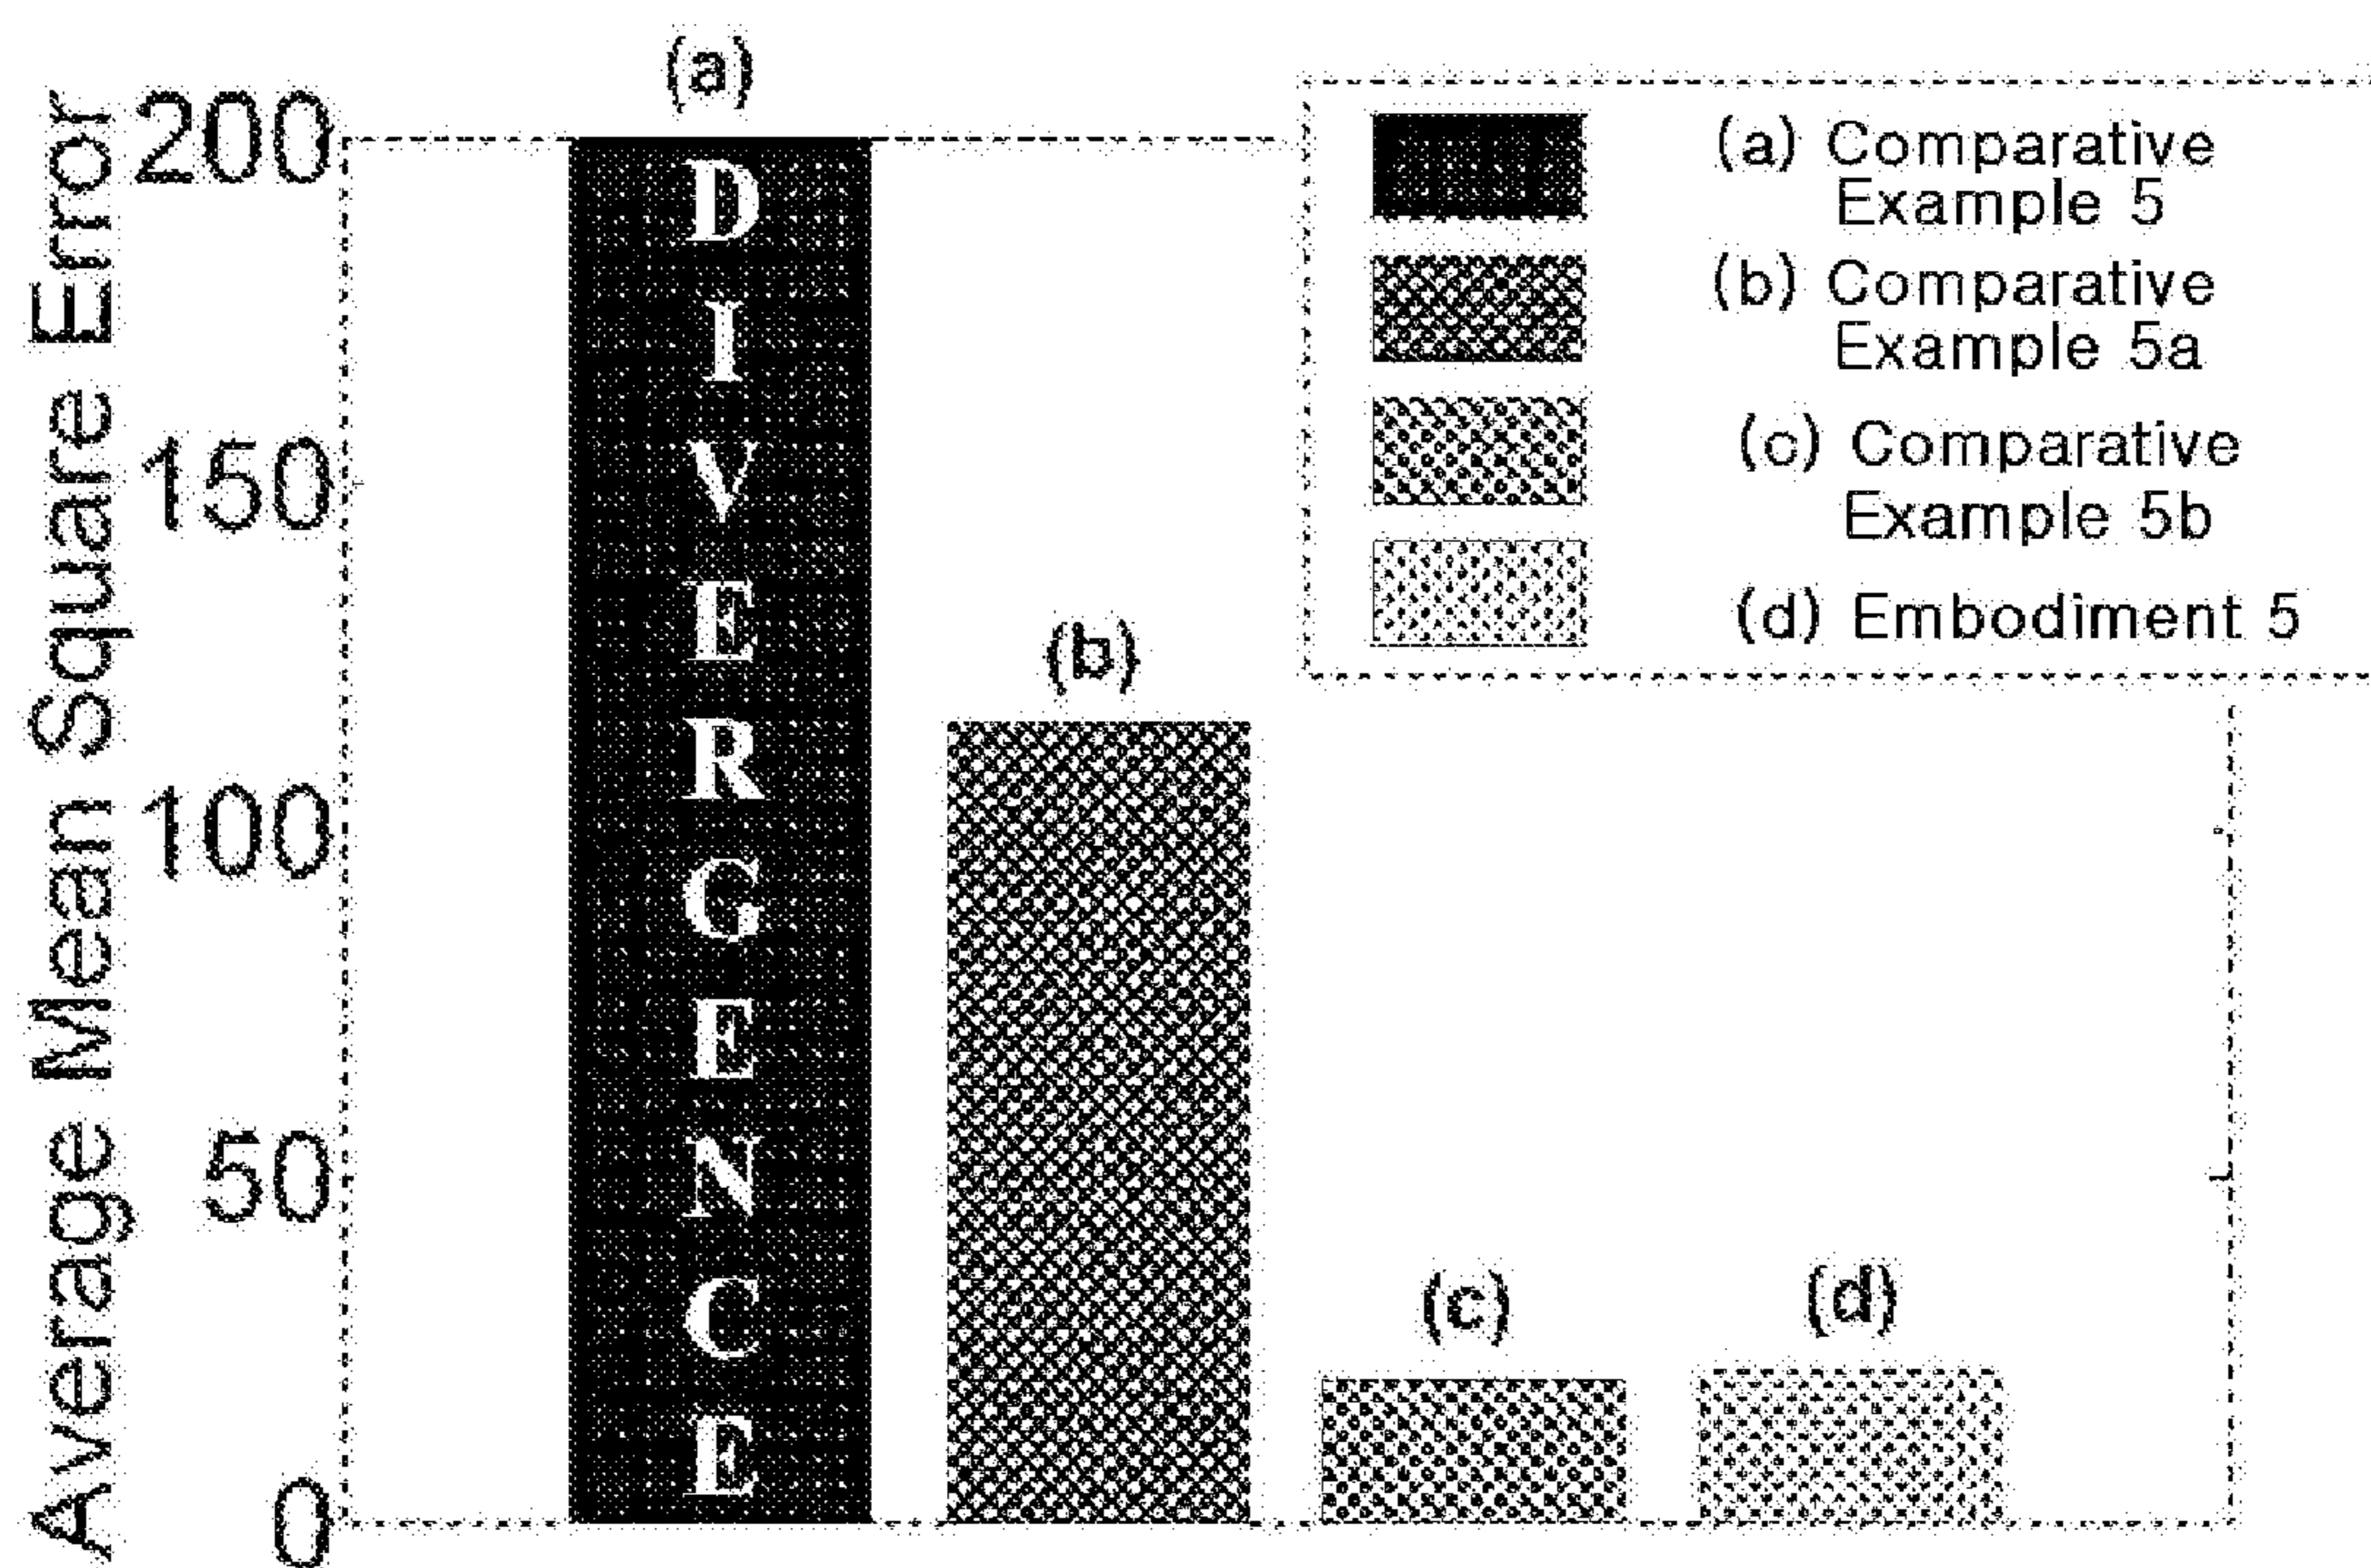 Average Mean Square Error
200
150
100
50
0
(a)
DIVERGENCE
(b)
(c)
(d)
(a) Comparative
Example 5
(b) Comparative
Example 5a
(c) Comparative
Example 5b
(d) Embodiment 5